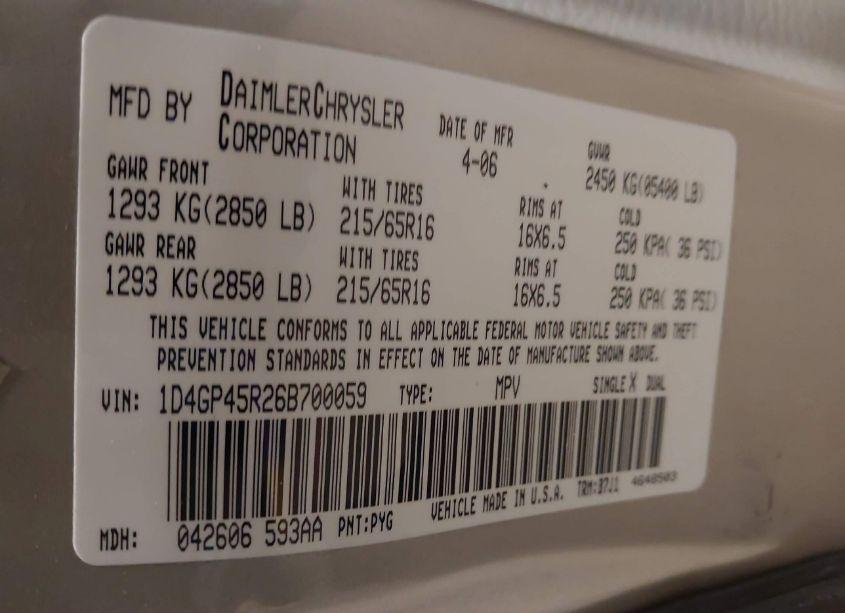 MFD BY DAIMLERCHRYSLER CORPORATION DATE OF MFR 4-06 GVWR 2450 KG(05400 LB)
GAWR FRONT WITH TIRES RIMS AT COLD
1293 KG(2850 LB) 215/65R16 16X6.5 250 KPA( 36 PSI)
GAWR REAR WITH TIRES RIMS AT COLD
1293 KG(2850 LB) 215/65R16 16X6.5 250 KPA( 36 PSI)
THIS VEHICLE CONFORMS TO ALL APPLICABLE FEDERAL MOTOR VEHICLE SAFETY AND THEFT
PREVENTION STANDARDS IN EFFECT ON THE DATE OF MANUFACTURE SHOWN ABOVE.
VIN: 1D4GP45R26B700059 TYPE: MPV SINGLE X DUAL
MDH: 042606 593AA PNT:PYG VEHICLE MADE IN U.S.A. TRM:B7J1 4648503